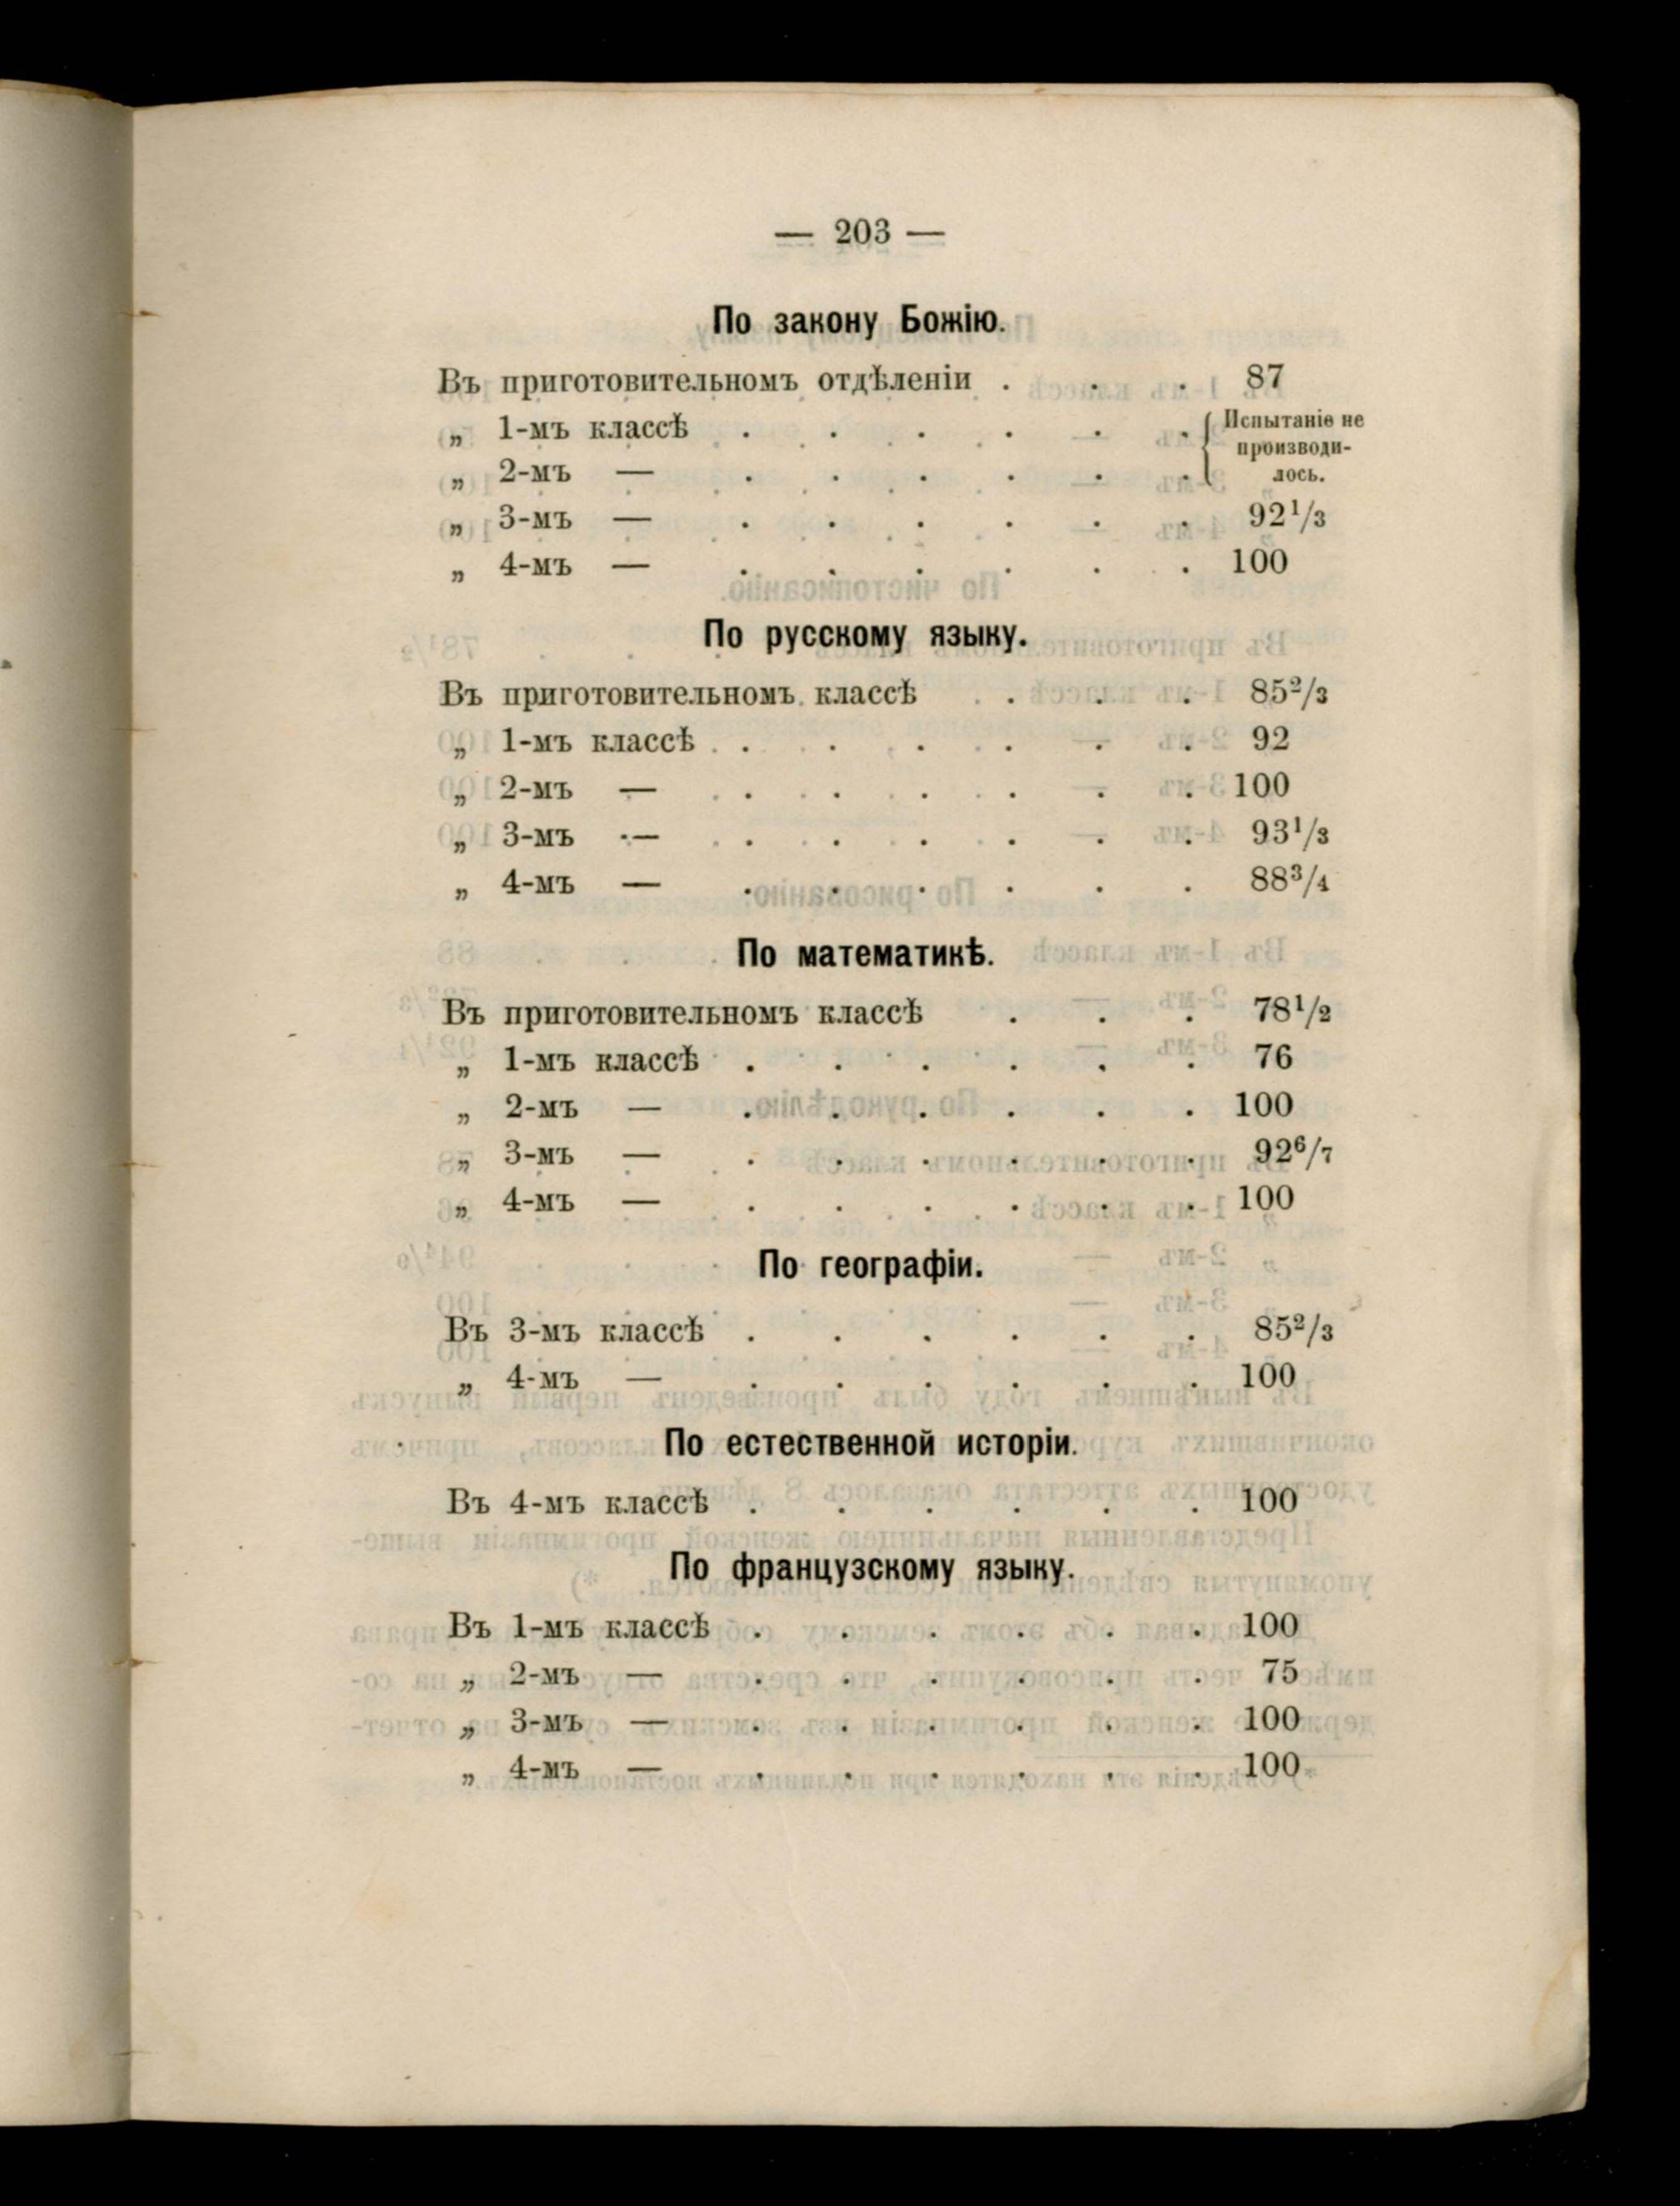 — 203 —
По закону Божію.
Въ приготовительномъ отдѣленіи . . . 87
„ 1-мъ классѣ . . . . . . { Испытаніе не
производи-
„ 2-мъ — . . . . . . лось.
„ 3-мъ — . . . . . . 92¹/₃
„ 4-мъ — . . . . . . 100
По русскому языку.
Въ приготовительномъ классѣ . . . 85²/₃
„ 1-мъ классѣ . . . . . . 92
„ 2-мъ — . . . . . . 100
„ 3-мъ — . . . . . . 93¹/₃
„ 4-мъ — . . . . . . 88³/₄
По математикѣ.
Въ приготовительномъ классѣ . . . 78¹/₂
„ 1-мъ классѣ . . . . . . 76
„ 2-мъ — . . . . . . 100
„ 3-мъ — . . . . . . 92⁶/₇
„ 4-мъ — . . . . . . 100
По географіи.
Въ 3-мъ классѣ . . . . . . 85²/₃
„ 4-мъ — . . . . . . 100
По естественной исторіи.
Въ 4-мъ классѣ . . . . . . 100
По французскому языку.
Въ 1-мъ классѣ . . . . . . 100
„ 2-мъ — . . . . . . 75
„ 3-мъ — . . . . . . 100
„ 4-мъ — . . . . . . 100